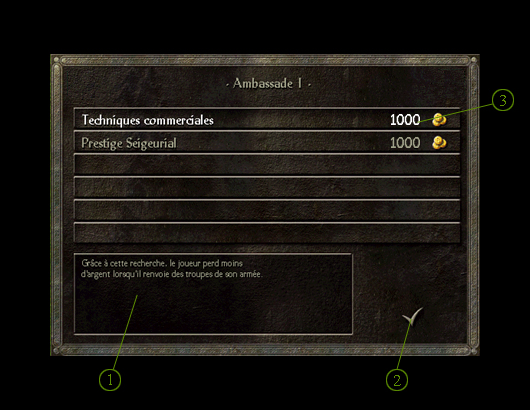 - Ambassade I -
③
Techniques commerciales 1000
Prestige Seigeurial 1000
Grâce à cette recherche, le joueur perd moins
d'argent lorsqu'il renvoie des troupes de son armée.
①
②